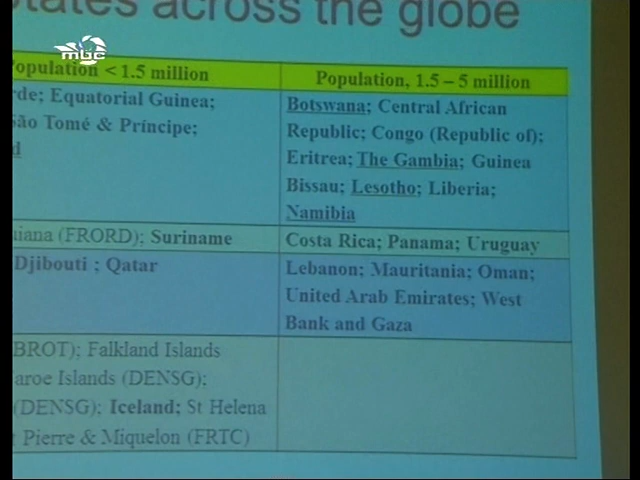 states across the globe
mbc
opulation < 1.5 million
Population, 1.5 – 5 million
rde; Equatorial Guinea;
São Tomé & Príncipe;
d
Botswana; Central African
Republic; Congo (Republic of);
Eritrea; The Gambia; Guinea
Bissau; Lesotho; Liberia;
Namibia
uiana (FRORD); Suriname
Costa Rica; Panama; Uruguay
Djibouti ; Qatar
Lebanon; Mauritania; Oman;
United Arab Emirates; West
Bank and Gaza
BROT); Falkland Islands
aroe Islands (DENSG);
(DENSG); Iceland; St Helena
t Pierre & Miquelon (FRTC)